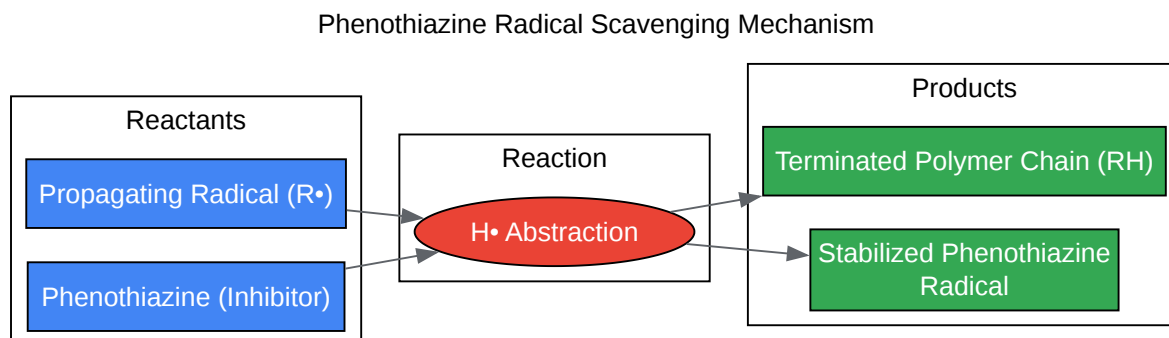 Phenothiazine Radical Scavenging Mechanism
Reactants
Propagating Radical (R•)
Phenothiazine (Inhibitor)
Reaction
H• Abstraction
Products
Terminated Polymer Chain (RH)
Stabilized Phenothiazine
Radical